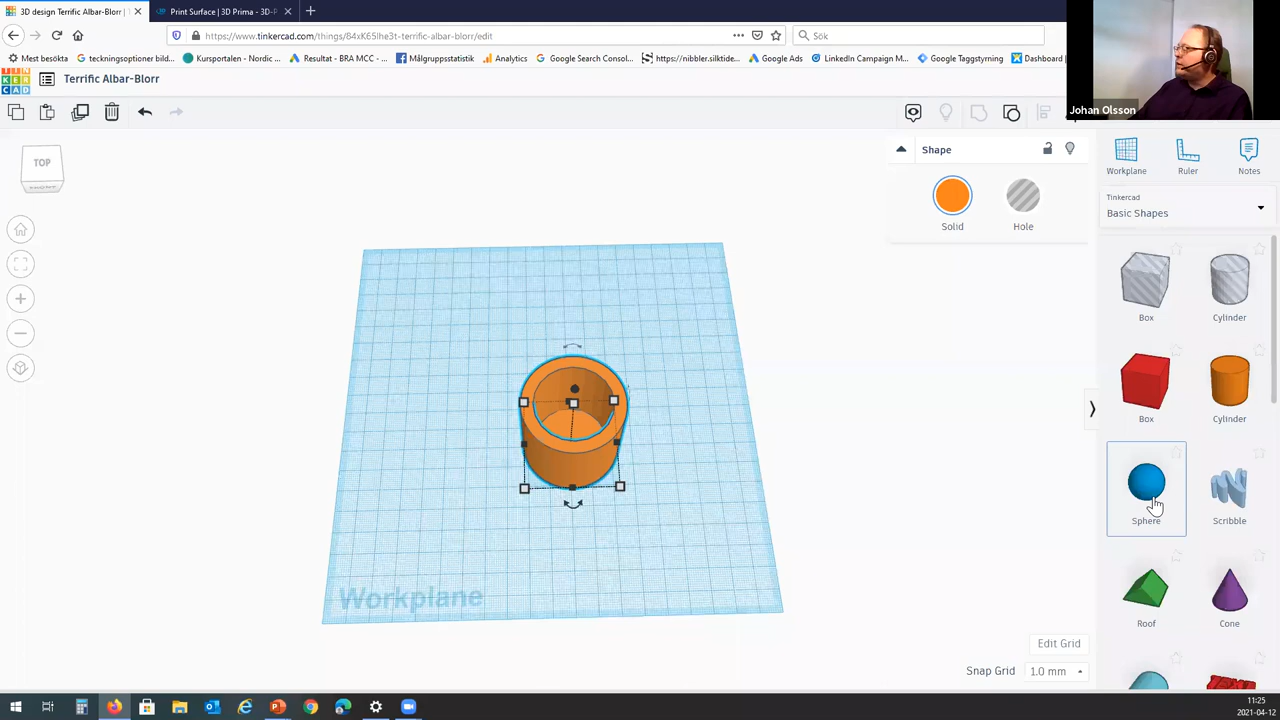 3D design Terrific Albar-Blorr |
Print Surface | 3D Prima - 3D-P
https://www.tinkercad.com/things/84xK65lhe3t-terrific-albar-blorr/edit
Sök
Mest besökta
teckningsoptioner bild...
Kursportalen - Nordic ...
Resultat - BRA MCC - ...
Målgruppsstatistik
Analytics
Google Search Consol...
https://nibbler.silktide...
Google Ads
LinkedIn Campaign M...
Google Taggstyrning
Dashboard |
Johan Olsson
TIN
KER
CAD
Terrific Albar-Blorr
TOP
Shape
Solid
Hole
Workplane
Ruler
Notes
Tinkercad
Basic Shapes
Box
Cylinder
Box
Cylinder
Sphere
Scribble
Roof
Cone
Workplane
Edit Grid
Snap Grid
1.0 mm
11:25
2021-04-12